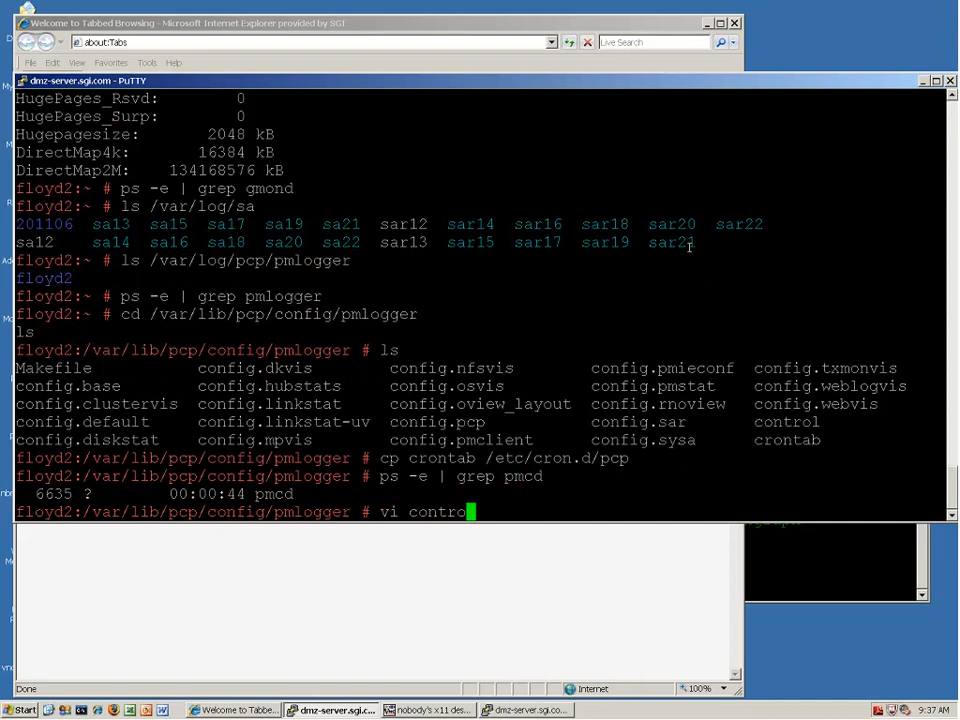 Welcome to Tabbed Browsing - Microsoft Internet Explorer provided by SGI
about:Tabs
Live Search
File Edit View Favorites Tools Help
dmz-server.sgi.com - PuTTY
HugePages_Rsvd: 0
HugePages_Surp: 0
Hugepagesize: 2048 kB
DirectMap4k: 16384 kB
DirectMap2M: 134168576 kB
floyd2:~ # ps -e | grep gmond
floyd2:~ # ls /var/log/sa
201106 sa13 sa15 sa17 sa19 sa21 sar12 sar14 sar16 sar18 sar20 sar22
sa12 sa14 sa16 sa18 sa20 sa22 sar13 sar15 sar17 sar19 sar21
floyd2:~ # ls /var/log/pcp/pmlogger
floyd2
floyd2:~ # ps -e | grep pmlogger
floyd2:~ # cd /var/lib/pcp/config/pmlogger
ls
floyd2:/var/lib/pcp/config/pmlogger # ls
Makefile config.dkvis config.nfsvis config.pmieconf config.txmonvis
config.base config.hubstats config.osvis config.pmstat config.weblogvis
config.clustervis config.linkstat config.oview_layout config.rnoview config.webvis
config.default config.linkstat-uv config.pcp config.sar control
config.diskstat config.mpvis config.pmclient config.sysa crontab
floyd2:/var/lib/pcp/config/pmlogger # cp crontab /etc/cron.d/pcp
floyd2:/var/lib/pcp/config/pmlogger # ps -e | grep pmcd
6635 ? 00:00:44 pmcd
floyd2:/var/lib/pcp/config/pmlogger # vi contro
Done
Internet
100%
Start
Welcome to Tabbe...
dmz-server.sgi.c...
nobody's x11 des...
dmz-server.sgi.co...
9:37 AM